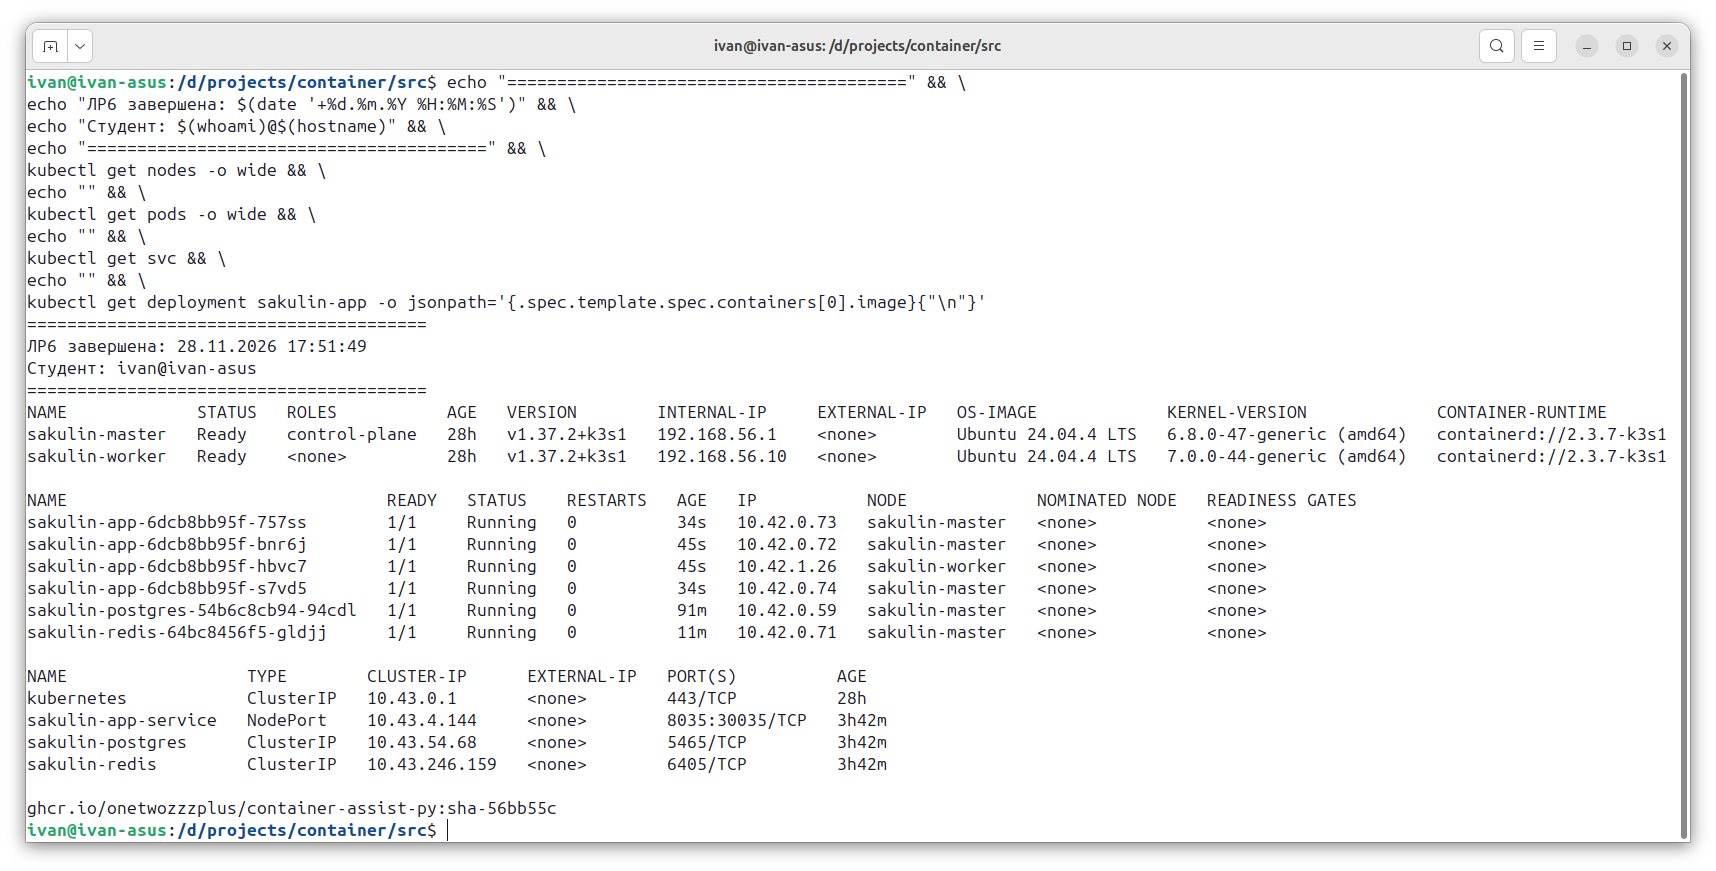 ivan@ivan-asus: /d/projects/container/src
ivan@ivan-asus:/d/projects/container/src$ echo "========================================" && \
echo "ЛР6 завершена: $(date '+%d.%m.%Y %H:%M:%S')" && \
echo "Студент: $(whoami)@$(hostname)" && \
echo "========================================" && \
kubectl get nodes -o wide && \
echo "" && \
kubectl get pods -o wide && \
echo "" && \
kubectl get svc && \
echo "" && \
kubectl get deployment sakulin-app -o jsonpath='{.spec.template.spec.containers[0].image}{"\n"}'
========================================
ЛР6 завершена: 28.11.2026 17:51:49
Студент: ivan@ivan-asus
========================================
NAME             STATUS   ROLES           AGE   VERSION        INTERNAL-IP     EXTERNAL-IP   OS-IMAGE             KERNEL-VERSION             CONTAINER-RUNTIME
sakulin-master   Ready    control-plane   28h   v1.37.2+k3s1   192.168.56.1    <none>        Ubuntu 24.04.4 LTS   6.8.0-47-generic (amd64)   containerd://2.3.7-k3s1
sakulin-worker   Ready    <none>          28h   v1.37.2+k3s1   192.168.56.10   <none>        Ubuntu 24.04.4 LTS   7.0.0-44-generic (amd64)   containerd://2.3.7-k3s1
NAME                                READY   STATUS    RESTARTS   AGE   IP           NODE             NOMINATED NODE   READINESS GATES
sakulin-app-6dcb8bb95f-757ss        1/1     Running   0          34s   10.42.0.73   sakulin-master   <none>           <none>
sakulin-app-6dcb8bb95f-bnr6j        1/1     Running   0          45s   10.42.0.72   sakulin-master   <none>           <none>
sakulin-app-6dcb8bb95f-hbvc7        1/1     Running   0          45s   10.42.1.26   sakulin-worker   <none>           <none>
sakulin-app-6dcb8bb95f-s7vd5        1/1     Running   0          34s   10.42.0.74   sakulin-master   <none>           <none>
sakulin-postgres-54b6c8cb94-94cdl   1/1     Running   0          91m   10.42.0.59   sakulin-master   <none>           <none>
sakulin-redis-64bc8456f5-gldjj      1/1     Running   0          11m   10.42.0.71   sakulin-master   <none>           <none>
NAME                  TYPE        CLUSTER-IP      EXTERNAL-IP   PORT(S)          AGE
kubernetes            ClusterIP   10.43.0.1       <none>        443/TCP          28h
sakulin-app-service   NodePort    10.43.4.144     <none>        8035:30035/TCP   3h42m
sakulin-postgres      ClusterIP   10.43.54.68     <none>        5465/TCP         3h42m
sakulin-redis         ClusterIP   10.43.246.159   <none>        6405/TCP         3h42m
ghcr.io/onetwozzzplus/container-assist-py:sha-56bb55c
ivan@ivan-asus:/d/projects/container/src$